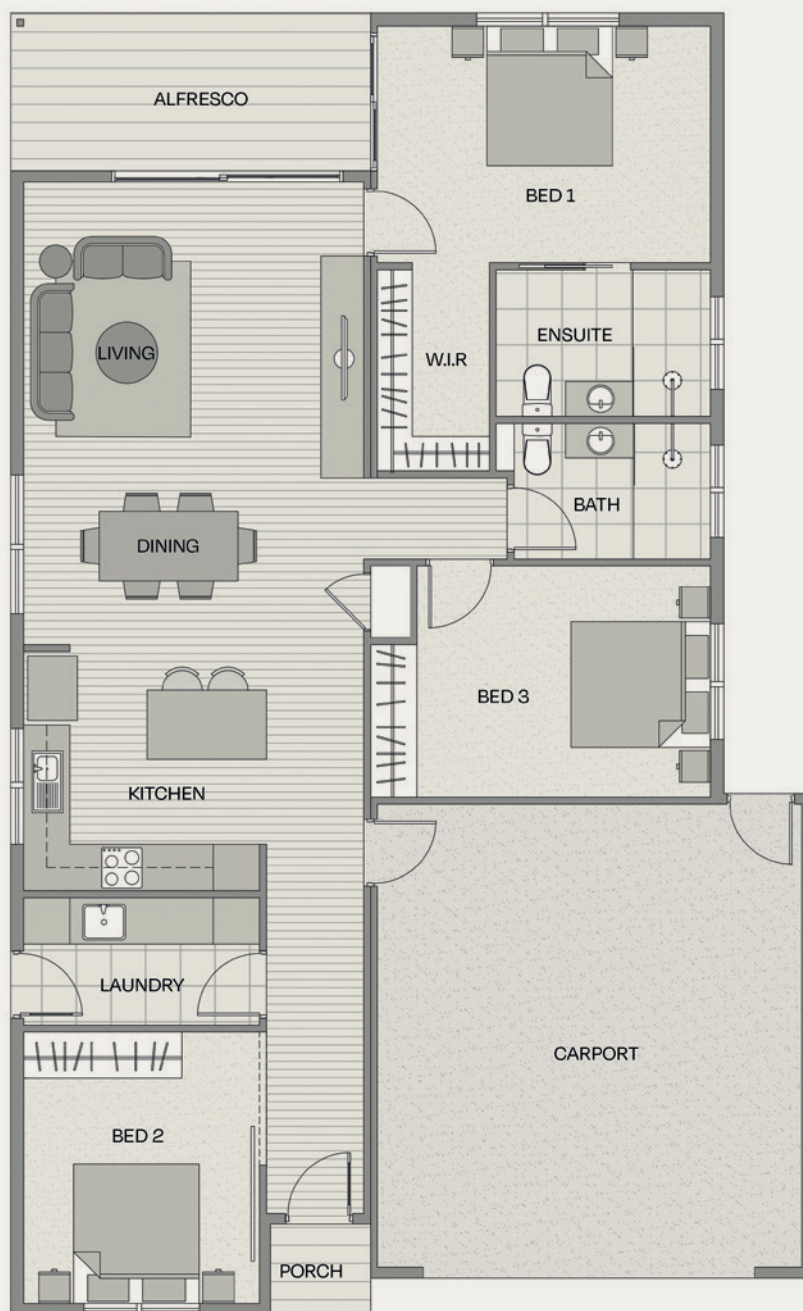 ALFRESCO
BED 1
LIVING
W.I.R
ENSUITE
BATH
DINING
BED 3
KITCHEN
LAUNDRY
CARPORT
BED 2
PORCH